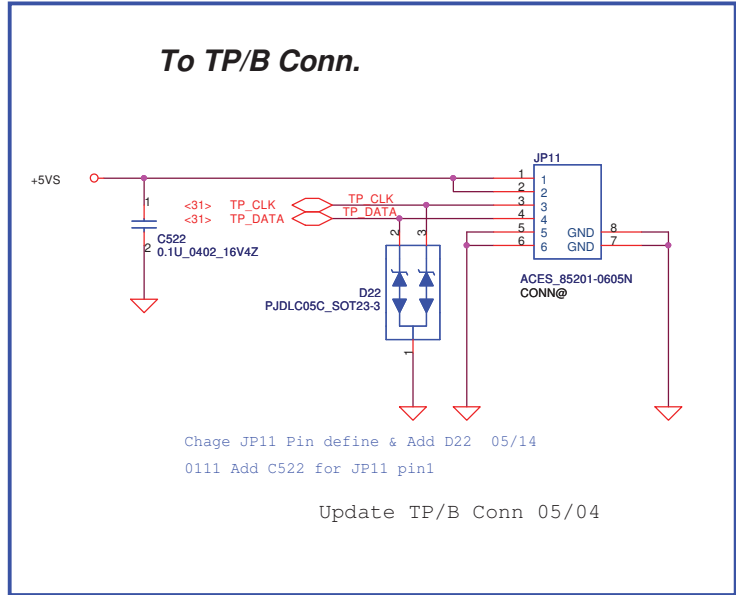 To TP/B Conn.
JP11
+5VS
1
1
1
2
2
<31> TP_CLK
TP_CLK
3
3
<31> TP_DATA
TP_DATA
4
4
5
5
GND
8
6
6
GND
7
2
C522
0.1U_0402_16V4Z
2
3
D22
PJDLC05C_SOT23-3
1
ACES_85201-0605N
CONN@
Chage JP11 Pin define & Add D22 05/14
0111 Add C522 for JP11 pin1
Update TP/B Conn 05/04